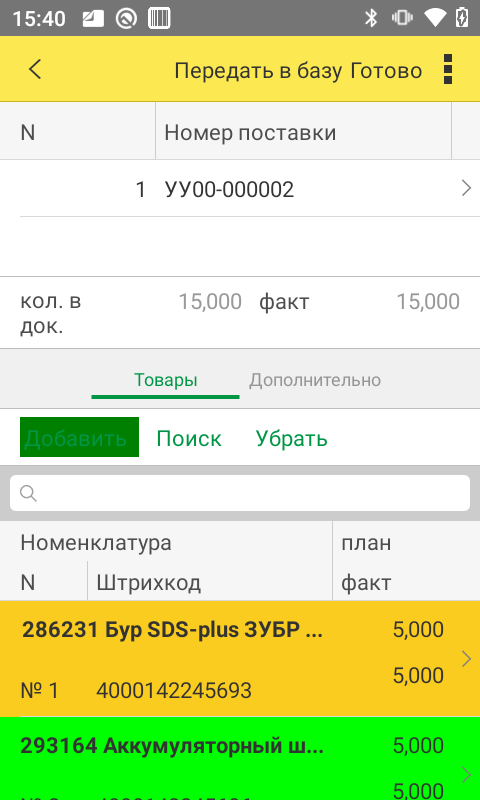 15:40
Передать в базу Готово
N Номер поставки
1 УУ00-000002
кол. в док. 15,000 факт 15,000
Товары Дополнительно
Добавить Поиск Убрать
Номенклатура план
N Штрихкод факт
286231 Бур SDS-plus ЗУБР ... 5,000
5,000
№ 1 4000142245693
293164 Аккумуляторный ш... 5,000
5,000